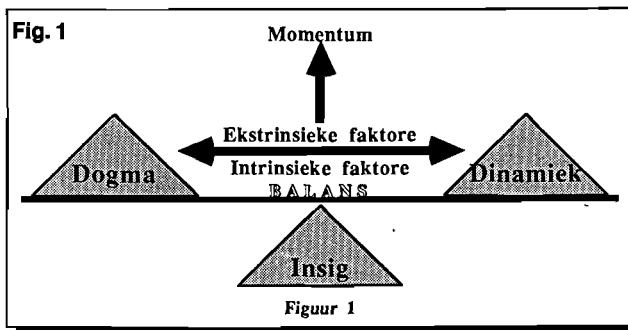 Fig. 1
Momentum
Ekstrinsieke faktore
Dogma
Intrinsieke faktore
Dinamiek
BALANS
Insig
Figuur 1